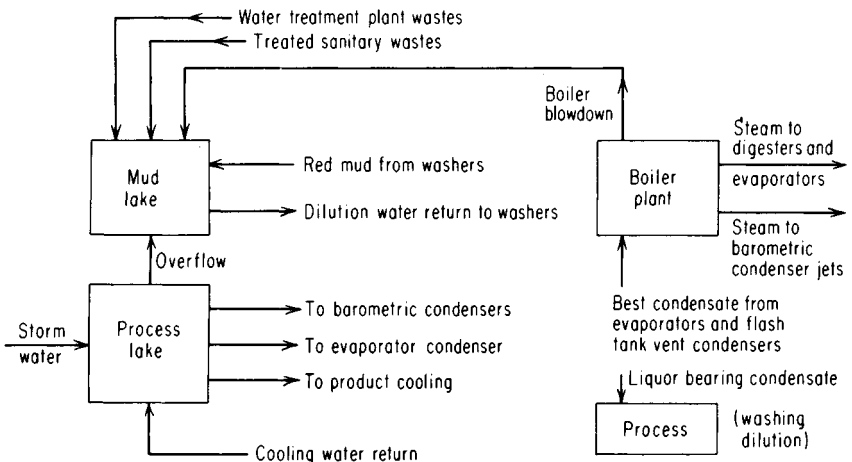 Water treatment plant wastes
Treated sanitary wastes
Boiler
blowdown
Steam to
digesters and
evaporators
Red mud from washers
Mud
lake
Boiler
plant
Dilution water return to washers
Steam to
barometric
condenser jets
Overflow
Best condensate from
evaporators and flash
tank vent condensers
To barometric condensers
Storm
water
Process
lake
To evaporator condenser
To product cooling
Liquor bearing condensate
Process
(washing
dilution)
Cooling water return